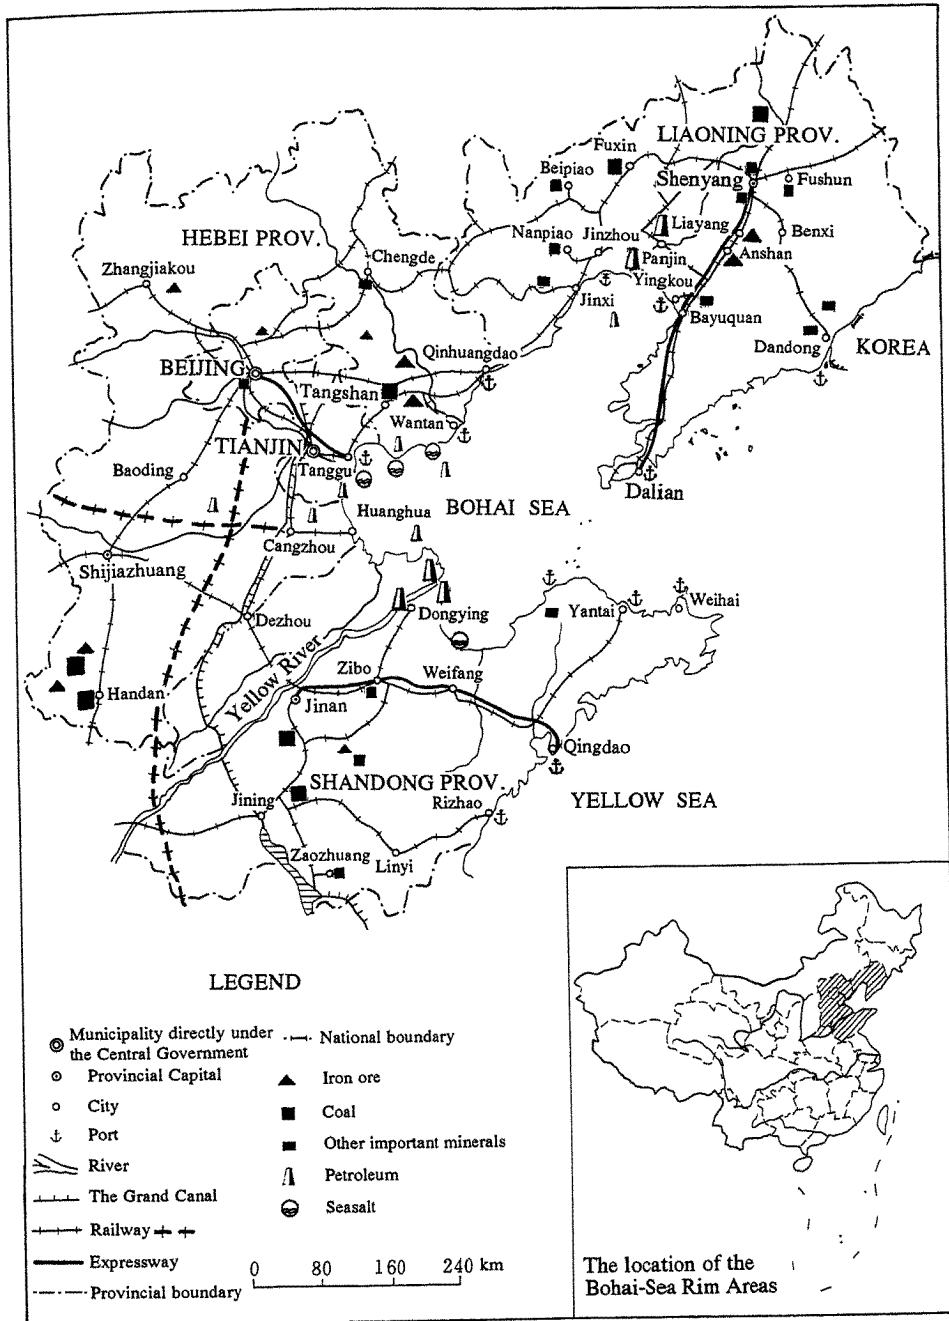 LIAONING PROV.
Fuxin
Beipiao
Shenyang
Fushun
Liayang
Nanpiao
Jinzhou
Benxi
HEBEI PROV.
Chengde
Panjin
Anshan
Zhangjiakou
Yingkou
Jinxi
Bayuquan
Dandong
KOREA
Qinhuangdao
BEIJING
Tangshan
Wantan
TIANJIN
Tanggu
Baoding
Dalian
BOHAI SEA
Huanghua
Cangzhou
Shijiazhuang
Weihai
Yantai
Dongying
Dezhou
Yellow River
Zibo
Weifang
Handan
Jinan
Qingdao
SHANDONG PROV.
YELLOW SEA
Jining
Rizhao
Zaozhuang
Linyi
LEGEND
Municipality directly under
the Central Government
Provincial Capital
City
Port
River
The Grand Canal
Railway
Expressway
Provincial boundary
National boundary
Iron ore
Coal
Other important minerals
Petroleum
Seasalt
0 80 160 240 km
The location of the
Bohai-Sea Rim Areas